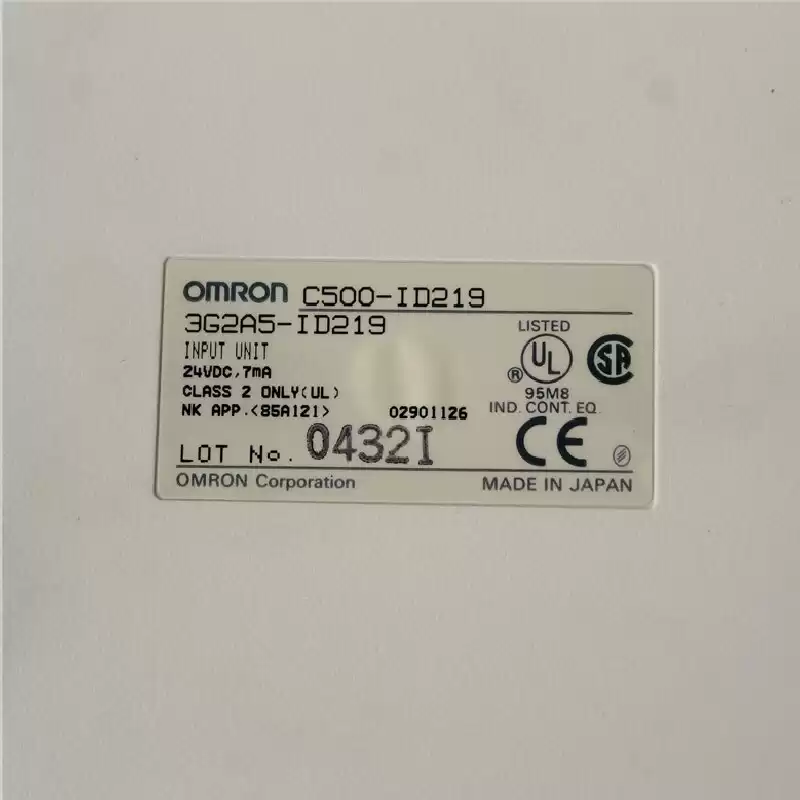 OMRON C500-ID219
3G2A5-ID219
INPUT UNIT
24VDC,7mA
CLASS 2 ONLY(UL)
NK APP.<85A121> 02901126
LOT No. 0432I
OMRON Corporation
LISTED
UL
®
95M8
IND. CONT. EQ.
SA
CE
MADE IN JAPAN